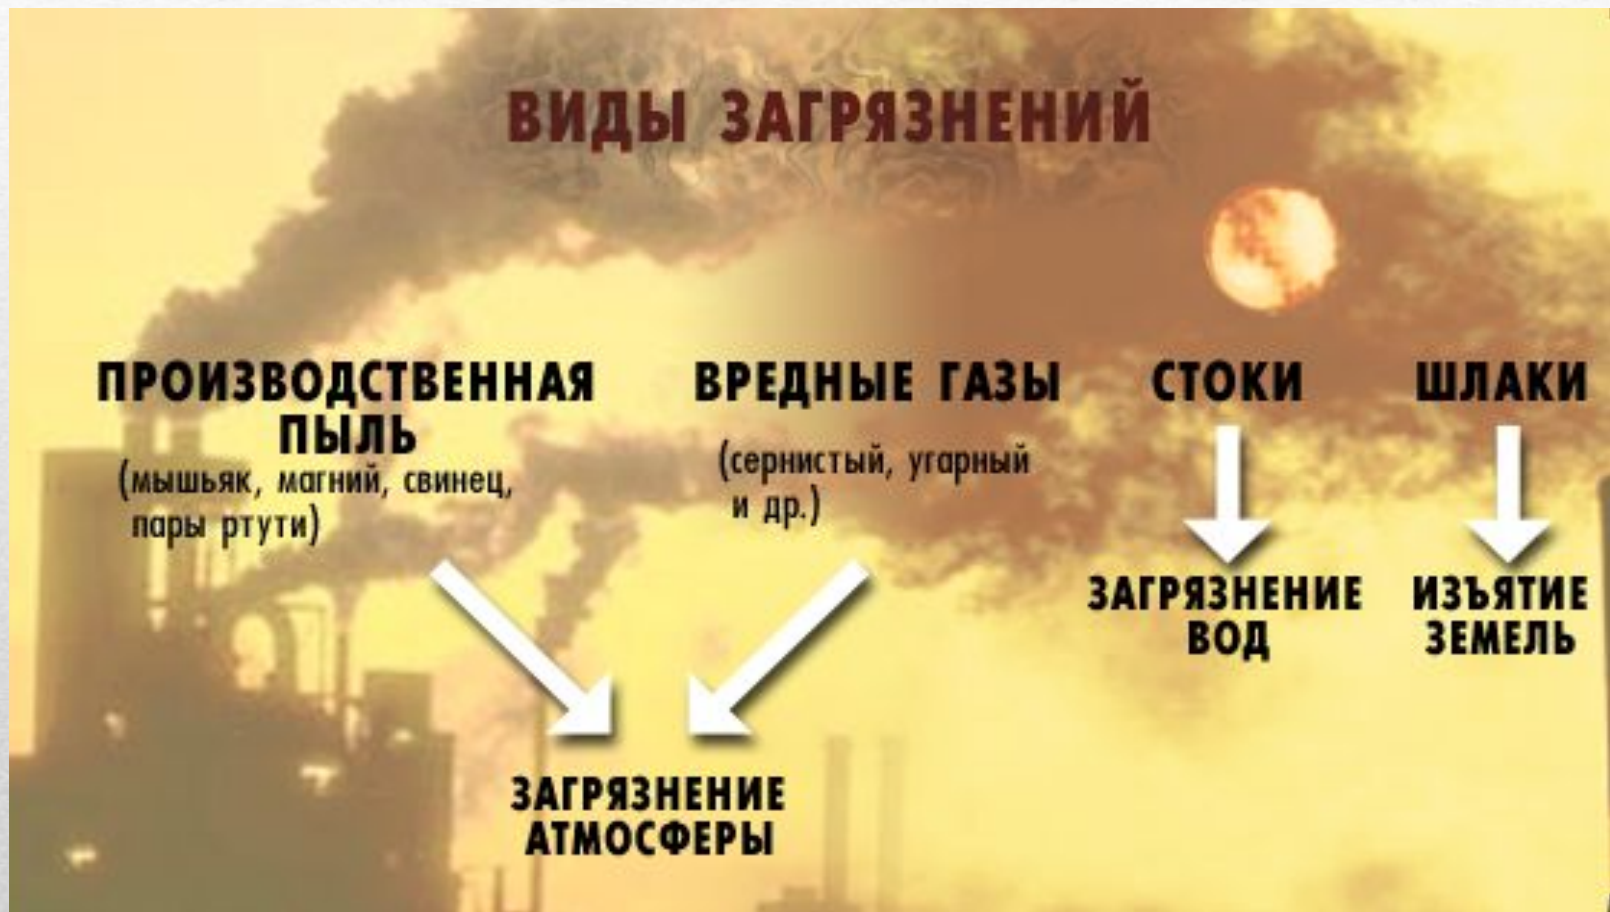 ВИДЫ ЗАГРЯЗНЕНИЙ
ПРОИЗВОДСТВЕННАЯ
ПЫЛЬ
(мышьяк, магний, свинец,
пары ртути)
ВРЕДНЫЕ ГАЗЫ
(сернистый, угарный
и др.)
СТОКИ
ШЛАКИ
ЗАГРЯЗНЕНИЕ
ВОД
ИЗЪЯТИЕ
ЗЕМЕЛЬ
ЗАГРЯЗНЕНИЕ
АТМОСФЕРЫ